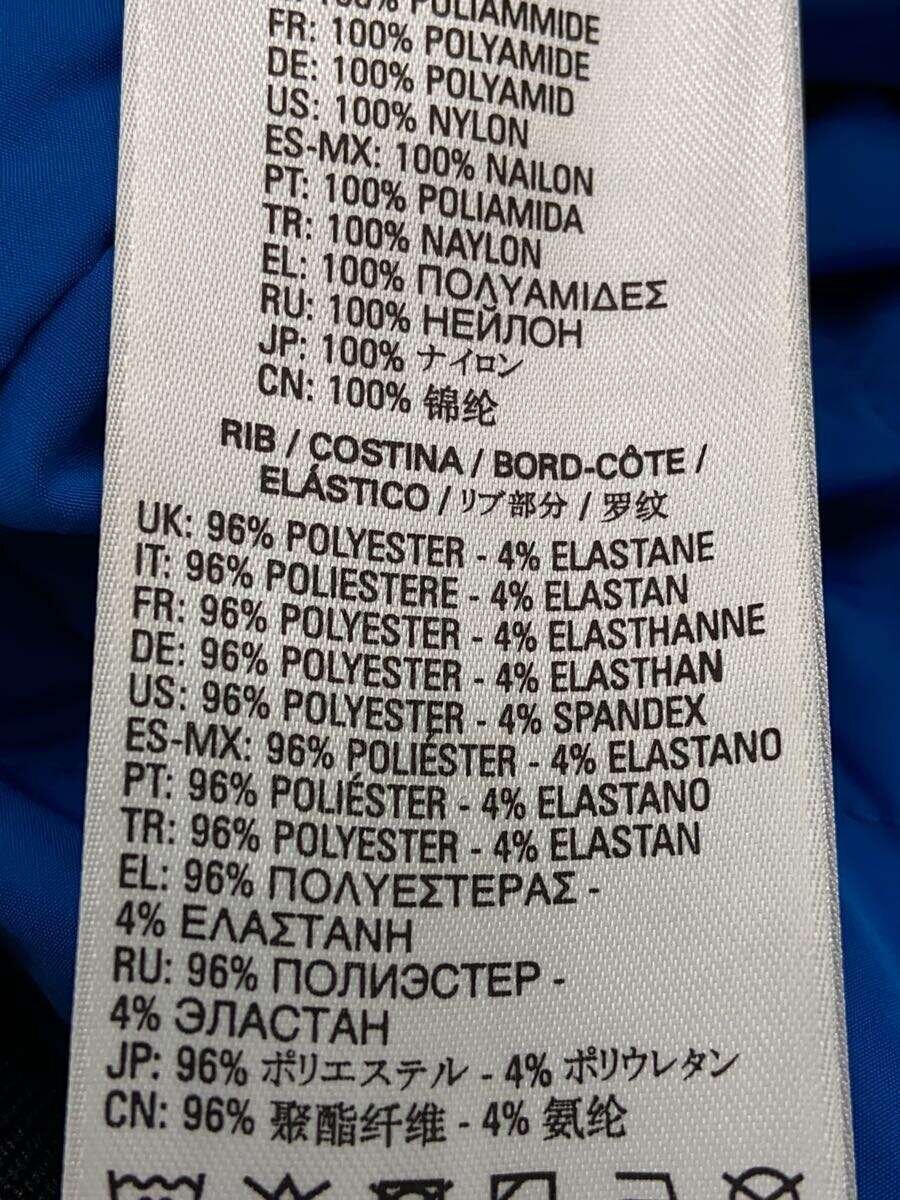 100% POLIAMMIDE
FR: 100% POLYAMIDE
DE: 100% POLYAMID
US: 100% NYLON
ES-MX: 100% NAILON
PT: 100% POLIAMIDA
TR: 100% NAYLON
EL: 100% ΠΟΛΥΑΜΙΔΕΣ
RU: 100% НЕЙЛОН
JP: 100% ナイロン
CN: 100% 锦纶
RIB / COSTINA / BORD-CÔTE /
ELÁSTICO / リブ部分 / 罗纹
UK: 96% POLYESTER - 4% ELASTANE
IT: 96% POLIESTERE - 4% ELASTAN
FR: 96% POLYESTER - 4% ELASTHANNE
DE: 96% POLYESTER - 4% ELASTHAN
US: 96% POLYESTER - 4% SPANDEX
ES-MX: 96% POLIÉSTER - 4% ELASTANO
PT: 96% POLIÉSTER - 4% ELASTANO
TR: 96% POLYESTER - 4% ELASTAN
EL: 96% ΠΟΛΥΕΣΤΕΡΑΣ -
4% ΕΛΑΣΤΑΝΗ
RU: 96% ПОЛИЭСТЕР -
4% ЭЛАСТАН
JP: 96% ポリエステル - 4% ポリウレタン
CN: 96% 聚酯纤维 - 4% 氨纶